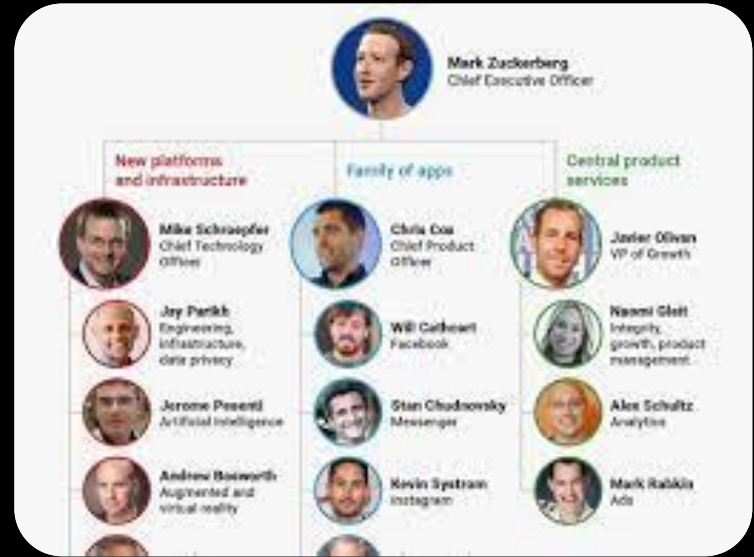 Mark Zuckerberg
Chief Executive Officer
New platforms
and infrastructure
Family of apps
Central product
services
Mike Schroepfer
Chief Technology
Officer
Chris Cox
Chief Product
Officer
Javier Olivan
VP of Growth
Jay Parikh
Engineering,
infrastructure,
data privacy
Will Cathcart
Facebook
Naomi Gleit
Integrity,
growth, product
management
Jerome Pesenti
Artificial intelligence
Stan Chudnovsky
Messenger
Alex Schultz
Analytics
Andrew Bosworth
Augmented and
virtual reality
Kevin Systrom
Instagram
Mark Rabkin
Ads